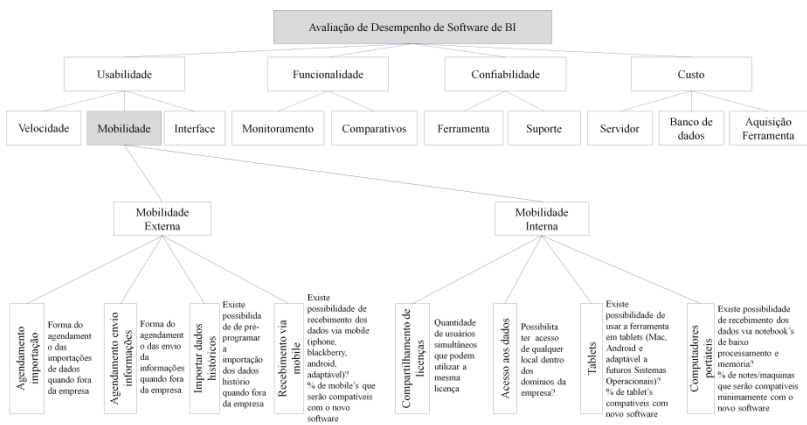 Avaliação de Desempenho de Software de BI
Usabilidade
Funcionalidade
Confiabilidade
Custo
Velocidade
Mobilidade
Interface
Monitoramento
Comparativos
Ferramenta
Suporte
Servidor
Banco de
dados
Aquisição
Ferramenta
Mobilidade
Externa
Mobilidade
Interna
Agendamento
importação
Forma do
agendament
o das
importações
de dados
quando fora
da empresa
Agendamento envio
informações
Forma do
agendament
o das envio
da
informações
quando fora
da empresa.
Importar dados
históricos
Existe
possibilida
de de pré-
programar
a
importação
dos dados
histório
quando fora
da empresa
Recebimento via
mobile
Existe
possibilidade de
recebimento dos
dados via mobile
(iphone,
blackberry,
android,
adaptável)?
% de mobile´s que
serão compatíveis
com o novo
software
Compartilhamento de
licenças
Quantidade
de usuários
simultâneos
que podem
utilizar a
mesma
licença
Acesso aos dados
Possibilita
ter acesso
de qualquer
local dentro
dos
domínios da
empresa?
Tablets
Existe
possibilidade de
usar a ferramenta
em tablets (Mac,
Android e
adaptável a
futuros Sistemas
Operacionais)?
% de tablet´s
compativeis com
novo software
Computadores
portáteis
Existe possibilidade
de recebimento dos
dados via notebook´s
de baixo
processamento e
memória?
% de notes/maquinas
que serão compativeis
minimamente com o
novo software